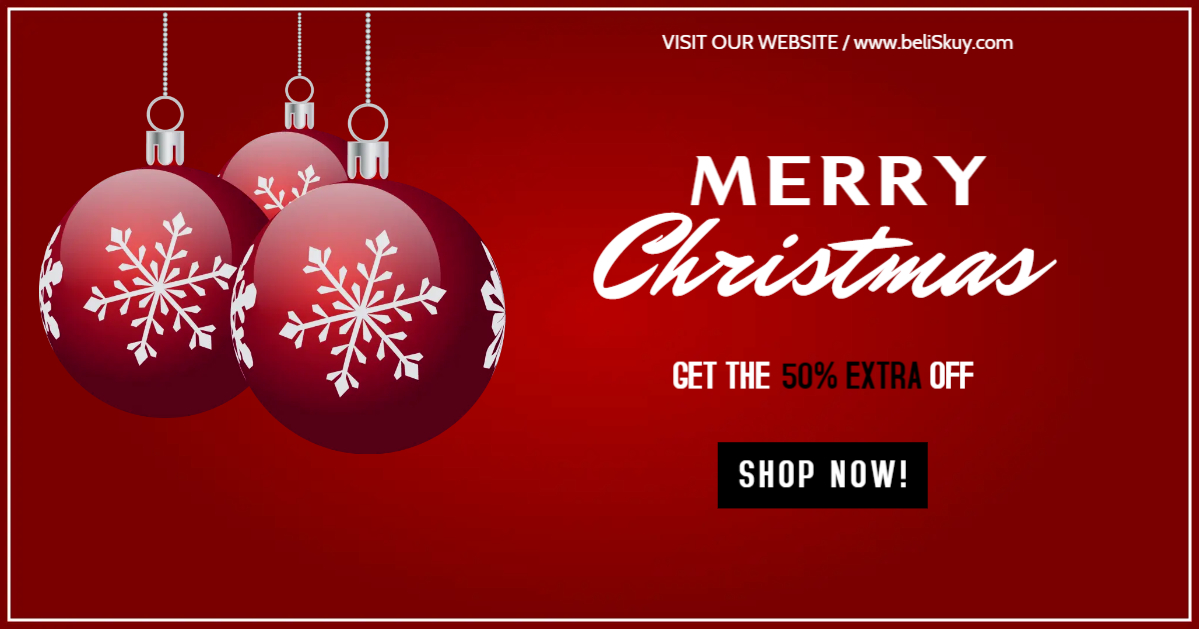 VISIT OUR WEBSITE / www.beliSkuy.com
MERRY
Christmas
GET THE 50% EXTRA OFF
SHOP NOW!